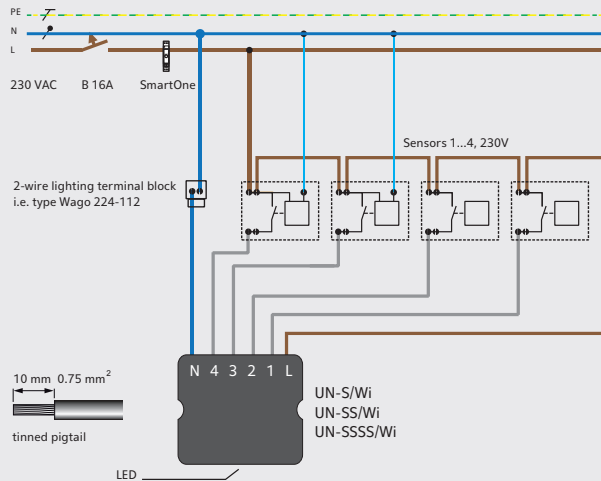 PE
N
L
230 VAC
B 16A
SmartOne
Sensors 1...4, 230V
2-wire lighting terminal block
i.e. type Wago 224-112
N 4 3 2 1 L
10 mm 0.75 mm²
tinned pigtail
UN-S/Wi
UN-SS/Wi
UN-SSSS/Wi
LED